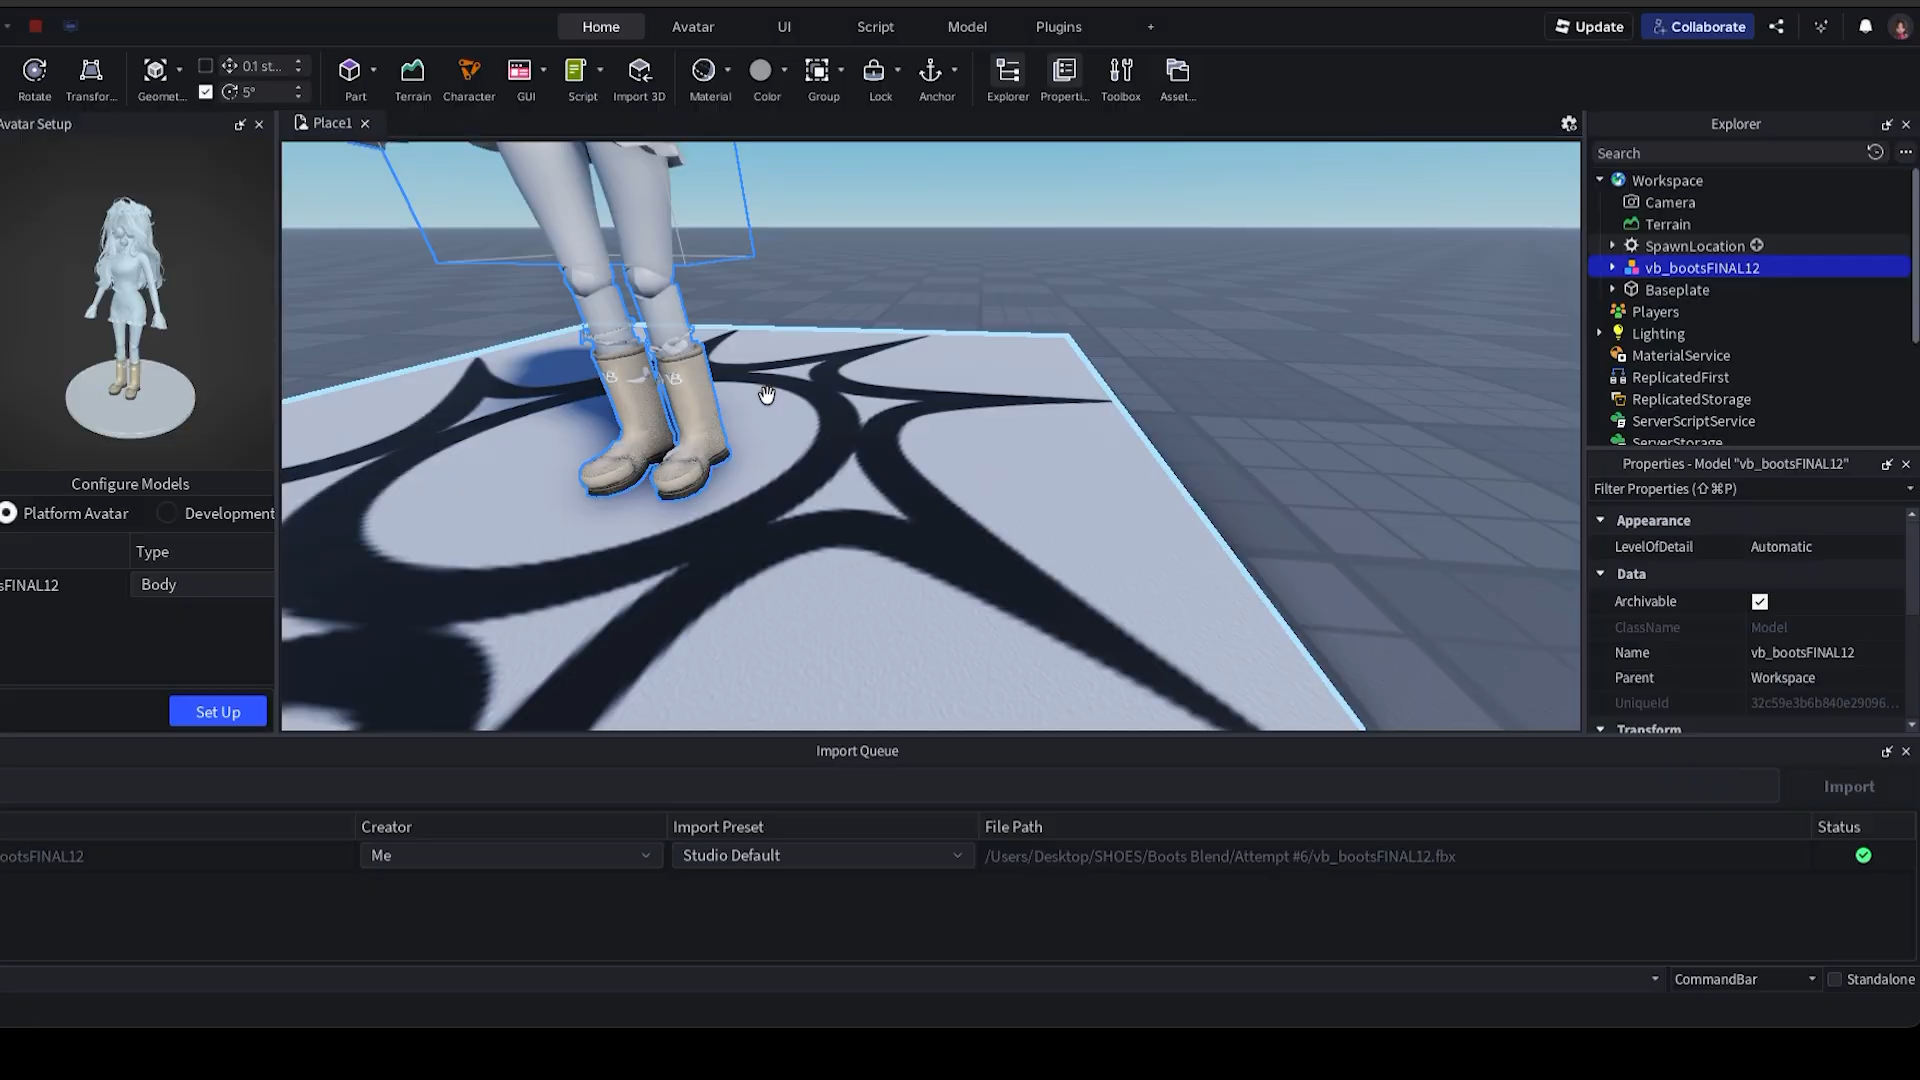 Home
Avatar
UI
Script
Model
Plugins
+
Update
Collaborate
Rotate
Transfor...
Geomet...
0.1 st...
5°
Part
Terrain
Character
GUI
Script
Import 3D
Material
Color
Group
Lock
Anchor
Explorer
Properti...
Toolbox
Asset...
Avatar Setup
Place1
Explorer
Search
Workspace
Camera
Terrain
SpawnLocation
vb_bootsFINAL12
Baseplate
Players
Lighting
MaterialService
ReplicatedFirst
ReplicatedStorage
ServerScriptService
ServerStorage
Configure Models
Platform Avatar
Development
Type
sFINAL12
Body
Set Up
Properties - Model "vb_bootsFINAL12"
Filter Properties (⇧⌘P)
Appearance
LevelOfDetail Automatic
Data
Archivable
ClassName Model
Name vb_bootsFINAL12
Parent Workspace
UniqueId 32c59e3b6b840e29096...
Transform
Import Queue
Import
Creator
Import Preset
File Path
Status
ootsFINAL12
Me
Studio Default
/Users/Desktop/SHOES/Boots Blend/Attempt #6/vb_bootsFINAL12.fbx
CommandBar
Standalone